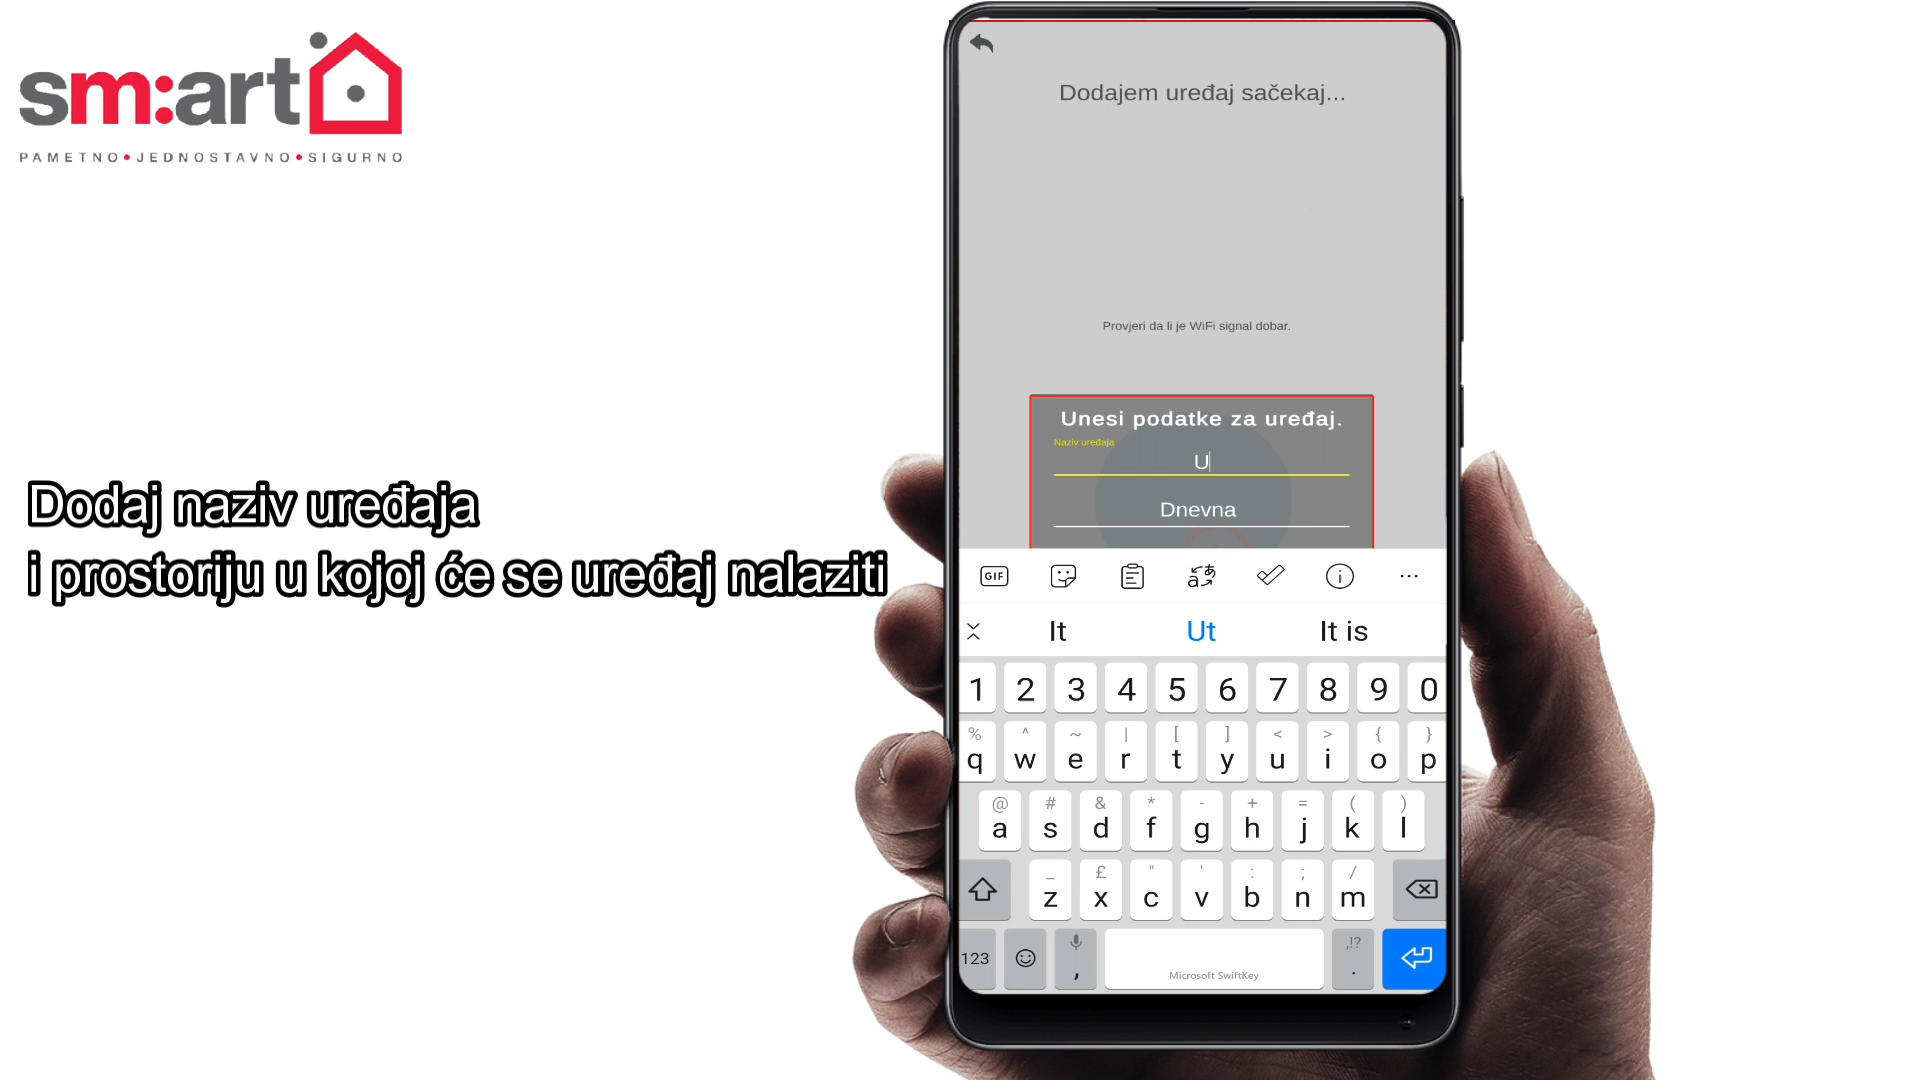 sm:art
PAMETNO•JEDNOSTAVNO•SIGURNO
Dodaj naziv uređaja
i prostoriju u kojoj će se uređaj nalaziti
Dodajem uređaj sačekaj...
Provjeri da li je WiFi signal dobar.
Unesi podatke za uređaj.
Naziv uređaja
U
Dnevna
GIF
It Ut It is
1 2 3 4 5 6 7 8 9 0
% ^ ~ | [ ] < > { }
q w e r t y u i o p
@ # & * - + = ( )
a s d f g h j k l
_ £ " ' : ; /
z x c v b n m
,!?
123 , Microsoft SwiftKey .